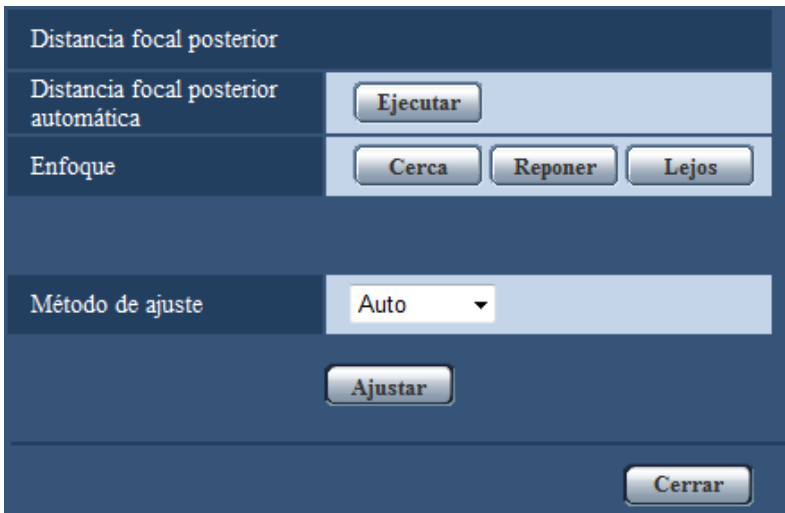 Distancia focal posterior
Distancia focal posterior
automática
Ejecutar
Enfoque
Cerca
Reponer
Lejos
Método de ajuste
Auto
Ajustar
Cerrar